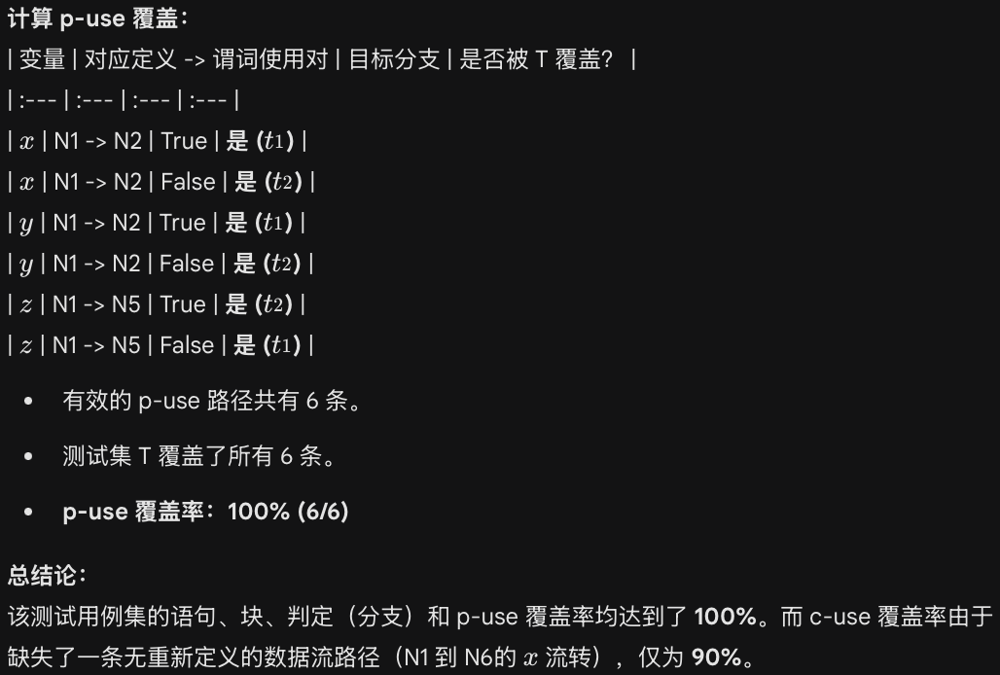 计算 p-use 覆盖：
| 变量 | 对应定义 -> 谓词使用对 | 目标分支 | 是否被 T 覆盖？ |
| :--- | :--- | :--- | :--- |
| x | N1 -> N2 | True | 是 (t1) |
| x | N1 -> N2 | False | 是 (t2) |
| y | N1 -> N2 | True | 是 (t1) |
| y | N1 -> N2 | False | 是 (t2) |
| z | N1 -> N5 | True | 是 (t2) |
| z | N1 -> N5 | False | 是 (t1) |
• 有效的 p-use 路径共有 6 条。
• 测试集 T 覆盖了所有 6 条。
• p-use 覆盖率：100% (6/6)
总结论：
该测试用例集的语句、块、判定（分支）和 p-use 覆盖率均达到了 100%。而 c-use 覆盖率由于
缺失了一条无重新定义的数据流路径（N1 到 N6的 x 流转），仅为 90%。